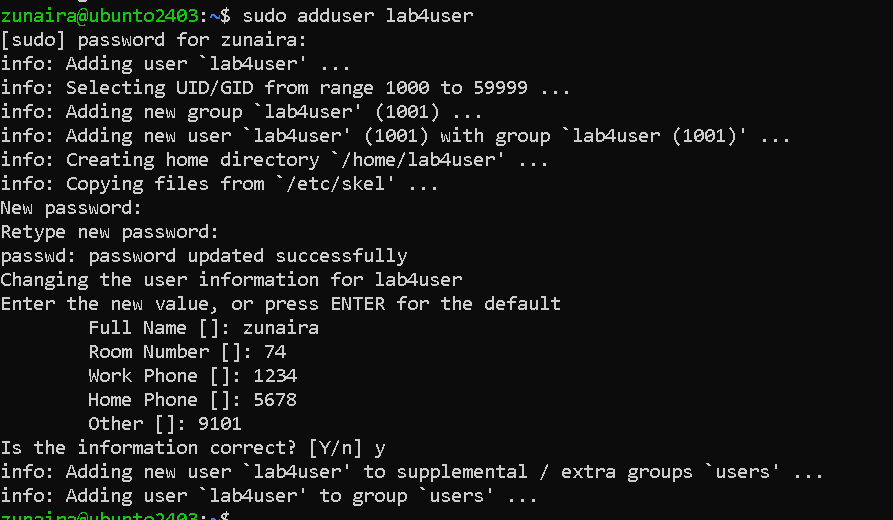 zunaira@ubunto2403:~$ sudo adduser lab4user
[sudo] password for zunaira:
info: Adding user `lab4user' ...
info: Selecting UID/GID from range 1000 to 59999 ...
info: Adding new group `lab4user' (1001) ...
info: Adding new user `lab4user' (1001) with group `lab4user (1001)' ...
info: Creating home directory `/home/lab4user' ...
info: Copying files from `/etc/skel' ...
New password:
Retype new password:
passwd: password updated successfully
Changing the user information for lab4user
Enter the new value, or press ENTER for the default
        Full Name []: zunaira
        Room Number []: 74
        Work Phone []: 1234
        Home Phone []: 5678
        Other []: 9101
Is the information correct? [Y/n] y
info: Adding new user `lab4user' to supplemental / extra groups `users' ...
info: Adding user `lab4user' to group `users' ...
zunaira@ubunto2403:~$